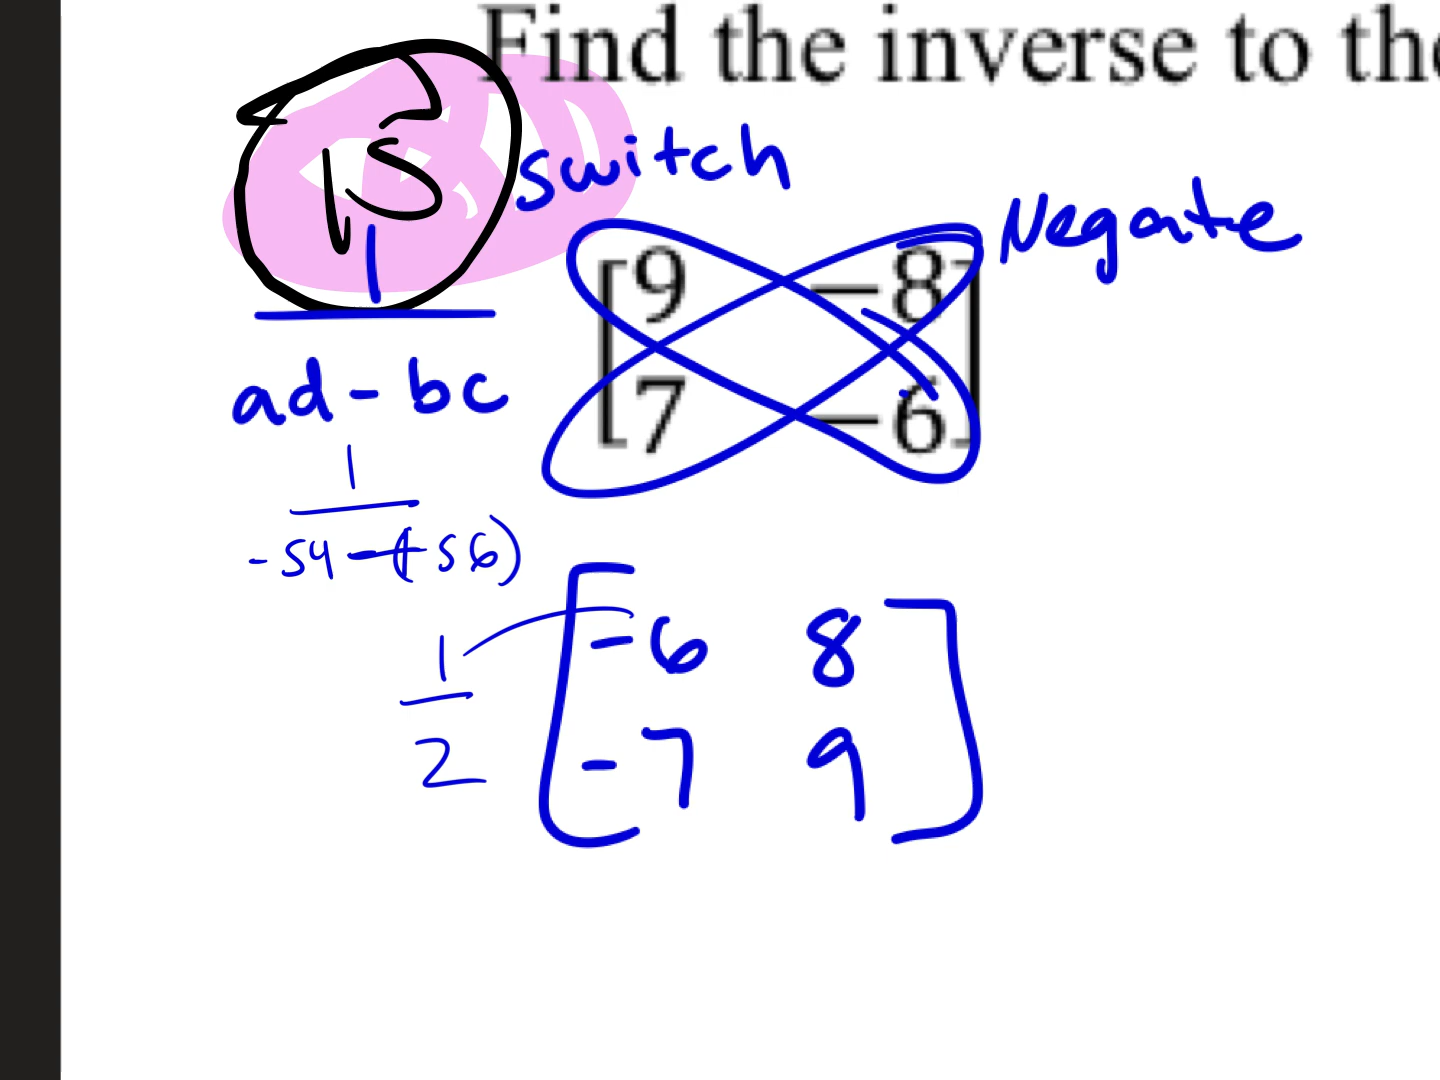 Find the inverse to the
15
switch
Negate
[9 -8
7 -6]
1
ad - bc
1
-54 - (-56)
1
2
[-6 8
-7 9]